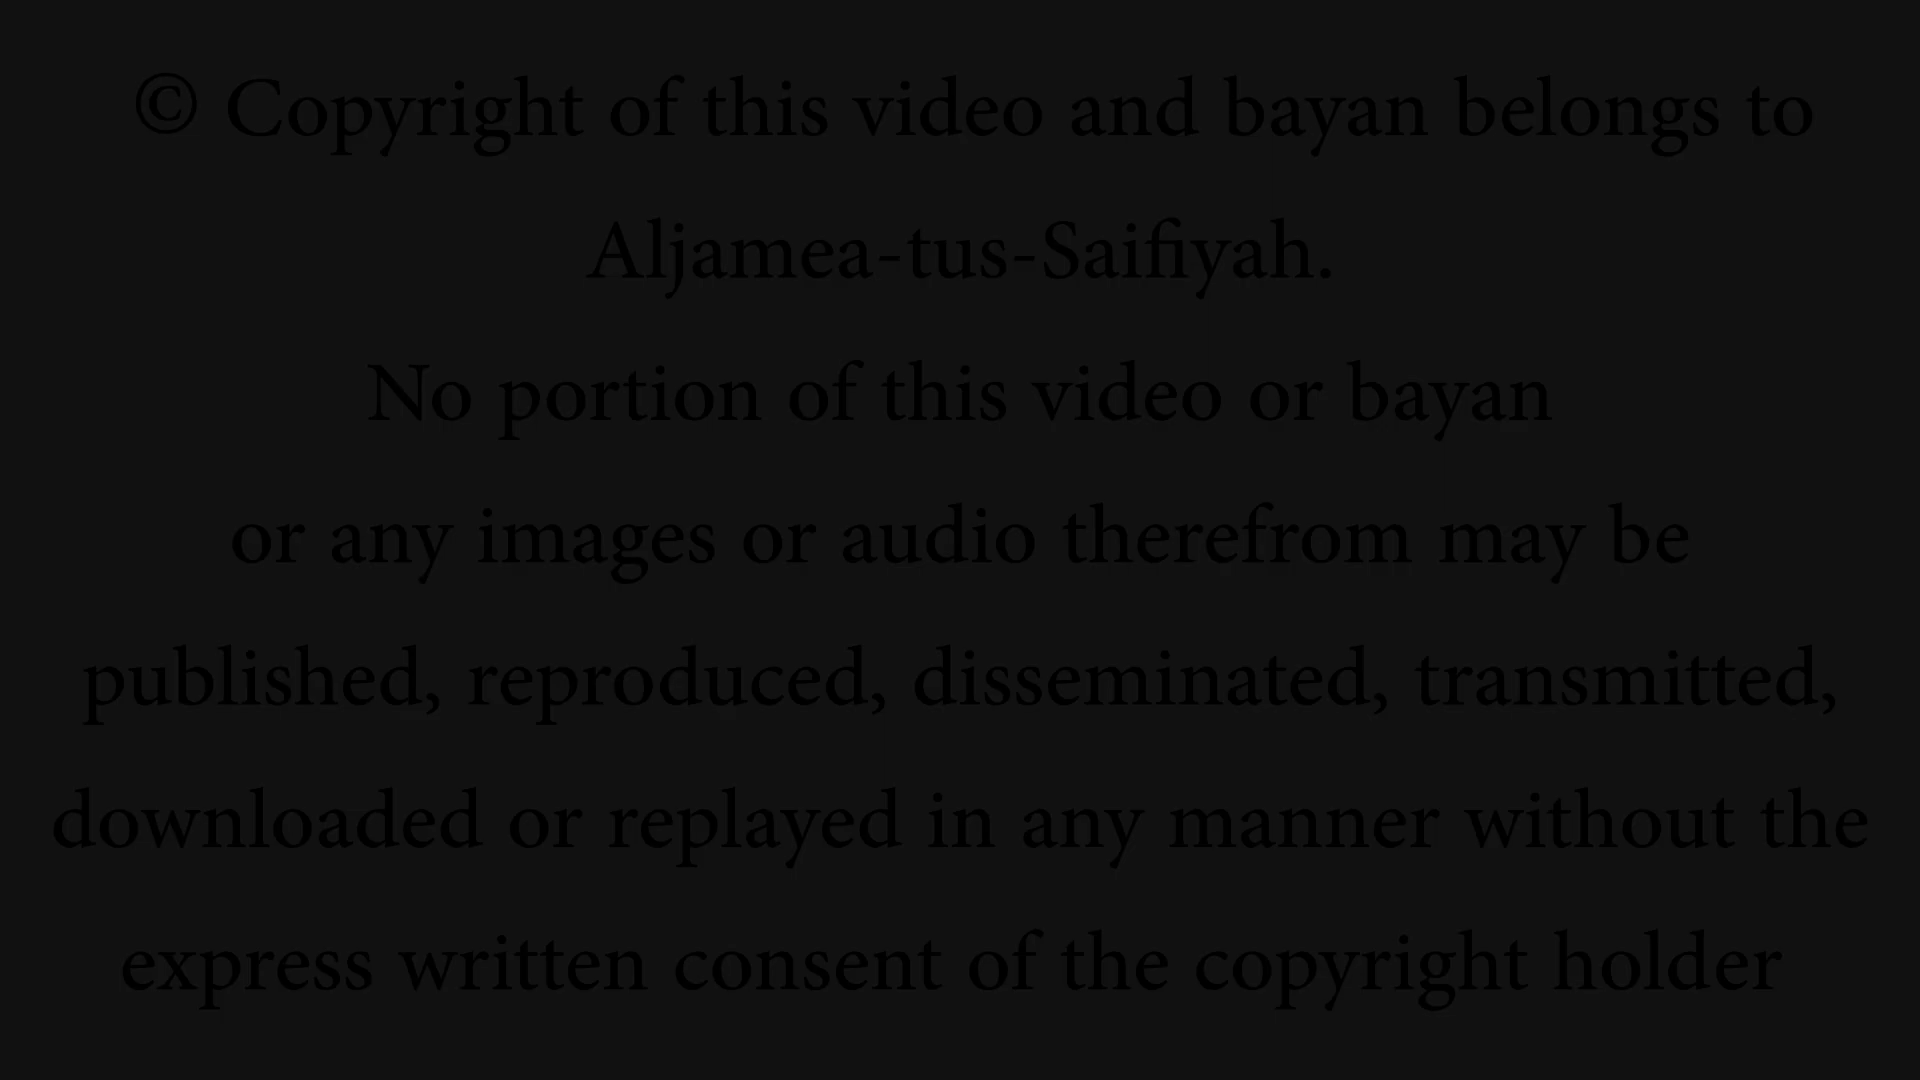 © Copyright of this video and bayan belongs to
Aljamea-tus-Saifiyah.
No portion of this video or bayan
or any images or audio therefrom may be
published, reproduced, disseminated, transmitted,
downloaded or replayed in any manner without the
express written consent of the copyright holder